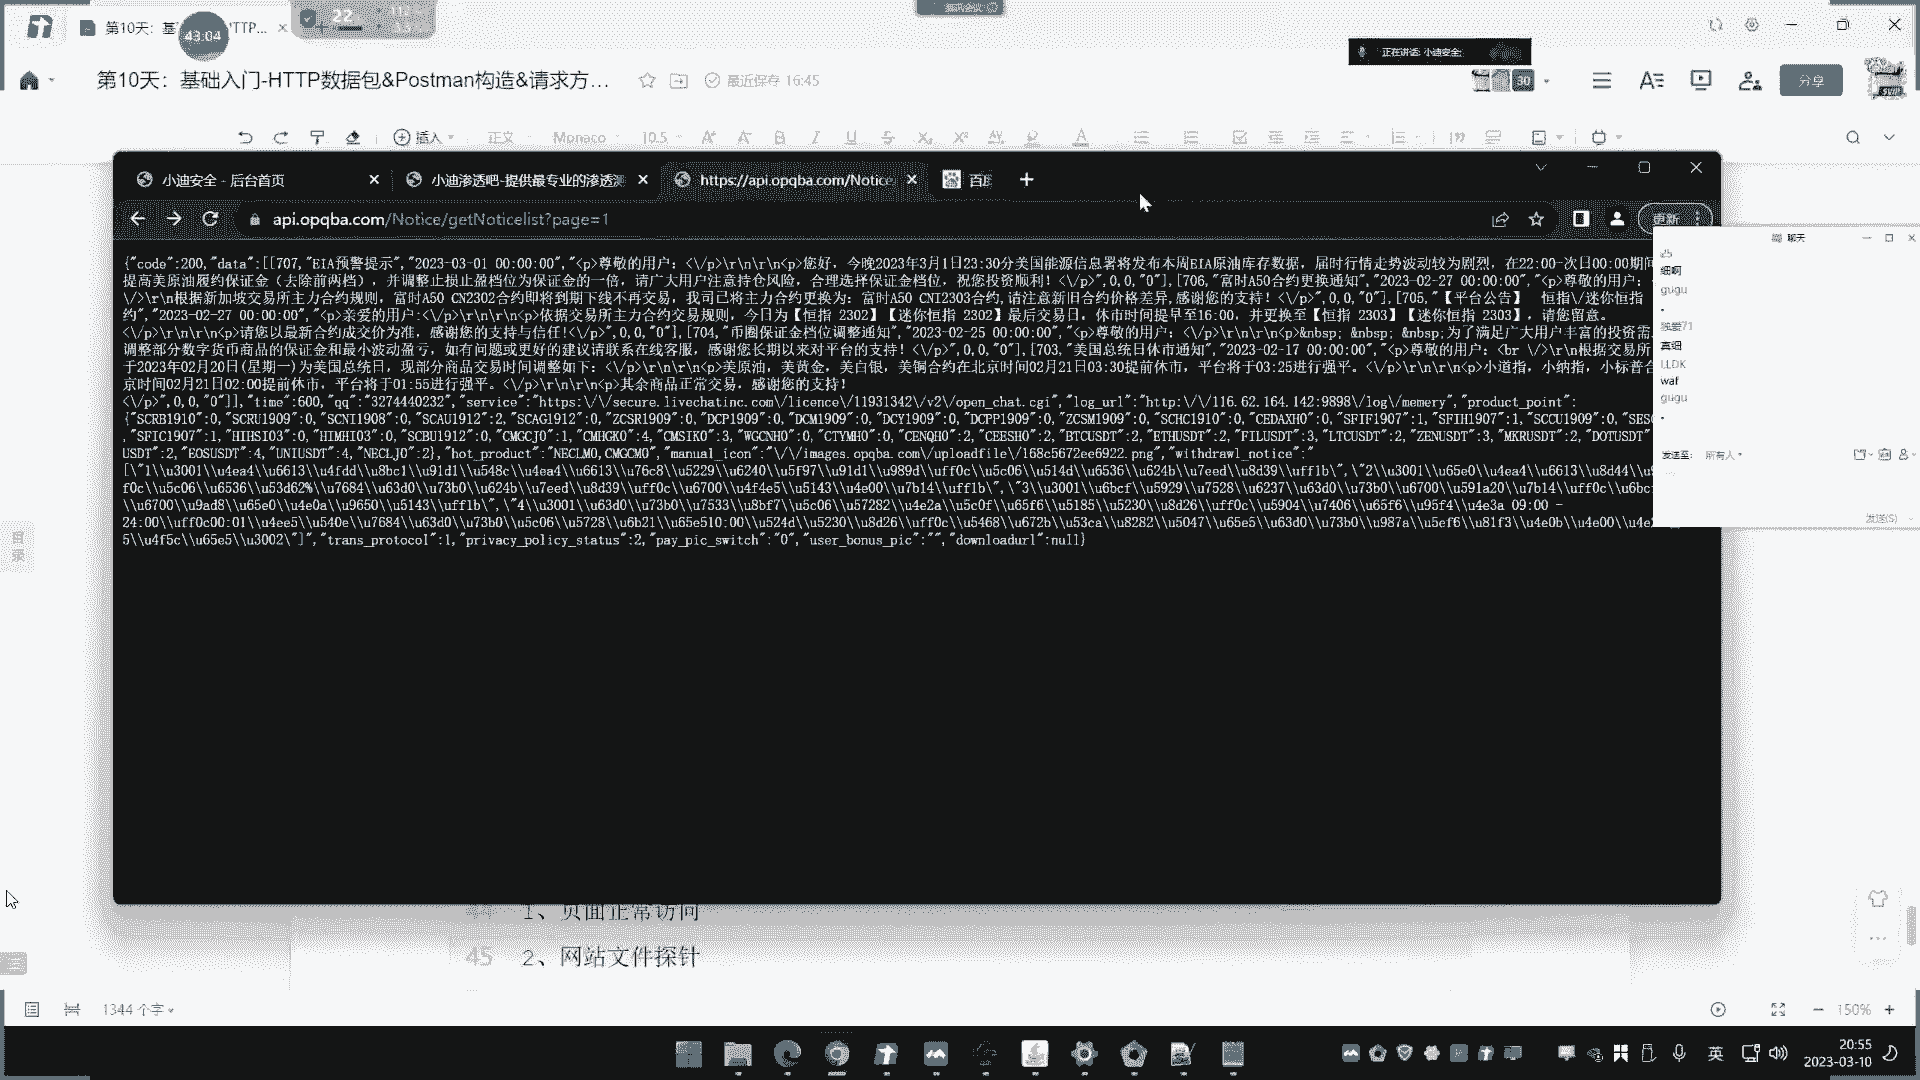 第10天：基
TTP...
43:04
22
正在讲话: 小迪安全;
第10天：基础入门-HTTP数据包&Postman构造&请求方...
最近保存 16:45
30
分享
插入
正文
Monaco
10.5
小迪安全 - 后台首页
小迪渗透吧-提供最专业的渗透测
https://api.opqba.com/Notice
api.opqba.com/Notice/getNoticelist?page=1
更新
{"code":200,"data":[[707,"EIA预警提示","2023-03-01 00:00:00","<p>尊敬的用户：<\/p>\r\n\r\n<p>您好，今晚2023年3月1日23:30分美国能源信息署将发布本周EIA原油库存数据，届时行情走势波动较为剧烈，在22:00-次日00:00期间
提高美原油履约保证金（去除前两档），并调整止损止盈档位为保证金的一倍，请广大用户注意持仓风险，合理选择保证金档位，祝您投资顺利！<\/p>",0,0,"0"],[706,"富时A50合约更换通知","2023-02-27 00:00:00","<p>尊敬的用户：
\/>\r\n根据新加坡交易所主力合约规则，富时A50 CN2302合约即将到期下线不再交易，我司已将主力合约更换为：富时A50 CN12303合约,请注意新旧合约价格差异,感谢您的支持！<\/p>",0,0,"0"],[705,"【平台公告】 恒指\/迷你恒指
约","2023-02-27 00:00:00","<p>亲爱的用户:<\/p>\r\n\r\n<p>依据交易所主力合约交易规则，今日为【恒指 2302】【迷你恒指 2302】最后交易日，休市时间提早至16:00，并更换至【恒指 2303】【迷你恒指 2303】，请您留意。
<\/p>\r\n\r\n<p>请您以最新合约成交价为准，感谢您的支持与信任!<\/p>",0,0,"0"],[704,"币圈保证金档位调整通知","2023-02-25 00:00:00","<p>尊敬的用户：<\/p>\r\n\r\n<p>&nbsp; &nbsp; &nbsp;为了满足广大用户丰富的投资需
调整部分数字货币商品的保证金和最小波动盈亏，如有问题或更好的建议请联系在线客服，感谢您长期以来对平台的支持！<\/p>",0,0,"0"],[703,"美国总统日休市通知","2023-02-17 00:00:00","<p>尊敬的用户：<br \/>\r\n根据交易所
于2023年02月20日(星期一)为美国总统日，现部分商品交易时间调整如下：<\/p>\r\n\r\n<p>美原油，美黄金，美白银，美铜合约在北京时间02月21日03:30提前休市，平台将于03:25进行强平。<\/p>\r\n\r\n<p>小道指，小纳指，小标普合
京时间02月21日02:00提前休市，平台将于01:55进行强平。<\/p>\r\n\r\n<p>其余商品正常交易，感谢您的支持！
<\/p>",0,0,"0"]],"time":600,"qq":"3274440232","service":"https:\/\/secure.livechatinc.com\/licence\/11931342\/v2\/open_chat.cgi","log_url":"http:\/\/116.62.164.142:9898\/log\/memery","product_point":
{"SCRB1910":0,"SCRU1909":0,"SCNI1908":0,"SCAU1912":2,"SCAG1912":0,"ZCSR1909":0,"DCP1909":0,"DCM1909":0,"DCY1909":0,"DCPP1909":0,"ZCSM1909":0,"SCHC1910":0,"CEDAXH0":0,"SFIF1907":1,"SFIH1907":1,"SCCU1909":0,
,"SFIC1907":1,"HIHSI03":0,"HIMHI03":0,"SCBU1912":0,"CMGCJ0":1,"CMHGK0":4,"CMSIK0":3,"WGCNH0":0,"CTYMH0":0,"CENQH0":2,"CEESH0":2,"BTCUSDT":2,"ETHUSDT":2,"FILUSDT":3,"LTCUSDT":2,"ZENUSDT":3,"MKRUSDT":2,"DOTUSDT"
USDT":2,"EOSUSDT":4,"UNIUSDT":4,"NECLJ0":2},"hot_product":"NECLM0,CMGCM0","manual_icon":"\/\/images.opqba.com\/uploadfile\/168c5672ee6922.png","withdrawl_notice":"
[\"1\\u3001\\u4ea4\\u6613\\u4fdd\\u8bc1\\u91d1\\u548c\\u4ea4\\u6613\\u76c8\\u5229\\u6240\\u5f97\\u91d1\\u989d\\uff0c\\u5c06\\u514d\\u6536\\u624b\\u7eed\\u8d39\\uff1b\",\"2\\u3001\\u65e0\\u4ea4\\u6613\\u8d44\\u9
f0c\\u5c06\\u6536\\u53d62%\\u7684\\u63d0\\u73b0\\u624b\\u7eed\\u8d39\\uff0c\\u6700\\u4f4e5\\u5143\\u4e00\\u7b14\\uff1b\",\"3\\u3001\\u6bcf\\u5929\\u7528\\u6237\\u63d0\\u73b0\\u6700\\u591a20\\u7b14\\uff0c\\u6bc
\\u6700\\u9ad8\\u65e0\\u4e0a\\u9650\\u5143\\uff1b\",\"4\\u3001\\u63d0\\u73b0\\u7533\\u8bf7\\u5c06\\u57282\\u4e2a\\u5c0f\\u65f6\\u5185\\u5230\\u8d26\\uff0c\\u5904\\u7406\\u65f6\\u95f4\\u4e3a 09:00 -
24:00\\uff0c00:01\\u4ee5\\u540e\\u7684\\u63d0\\u73b0\\u5c06\\u5728\\u6b21\\u65e510:00\\u524d\\u5230\\u8d26\\uff0c\\u5468\\u672b\\u53ca\\u8282\\u5047\\u65e5\\u63d0\\u73b0\\u987a\\u5ef6\\u81f3\\u4e0b\\u4e00\\u4e
5\\u4f5c\\u65e5\\u3002\"]","trans_protocol":1,"privacy_policy_status":2,"pay_pic_switch":"0","user_bonus_pic":"","downloadurl":null}
聊天
细啊
gugu
独爱71
真细
LLDK
waf
gugu
发送至:
所有人
发送(S)
目
录
44 1、页面正常访问
45 2、网站文件探针
1344 个字
150%
英
20:55
2023-03-10